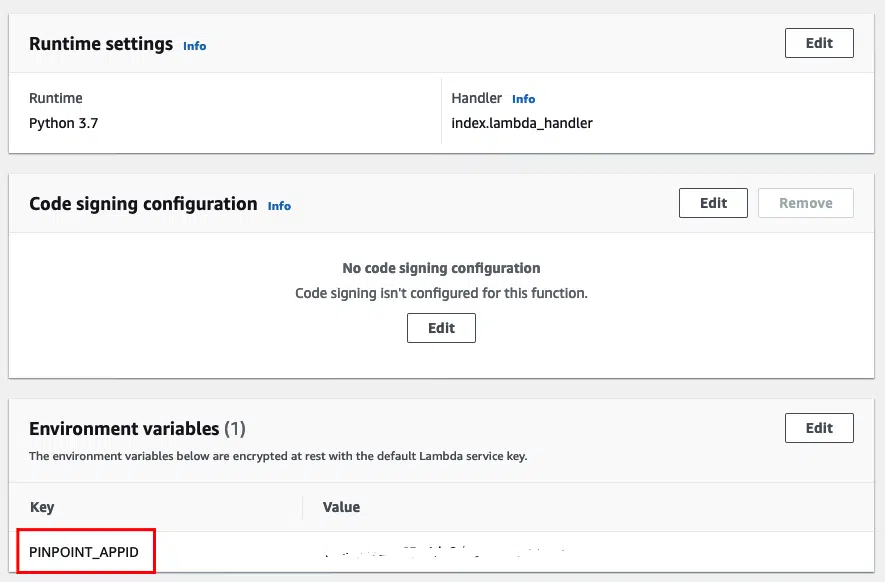 Runtime settings Info Edit
Runtime Handler Info
Python 3.7 index.lambda_handler
Code signing configuration Info Edit Remove
No code signing configuration
Code signing isn't configured for this function.
Edit
Environment variables (1) Edit
The environment variables below are encrypted at rest with the default Lambda service key.
Key Value
PINPOINT_APPID